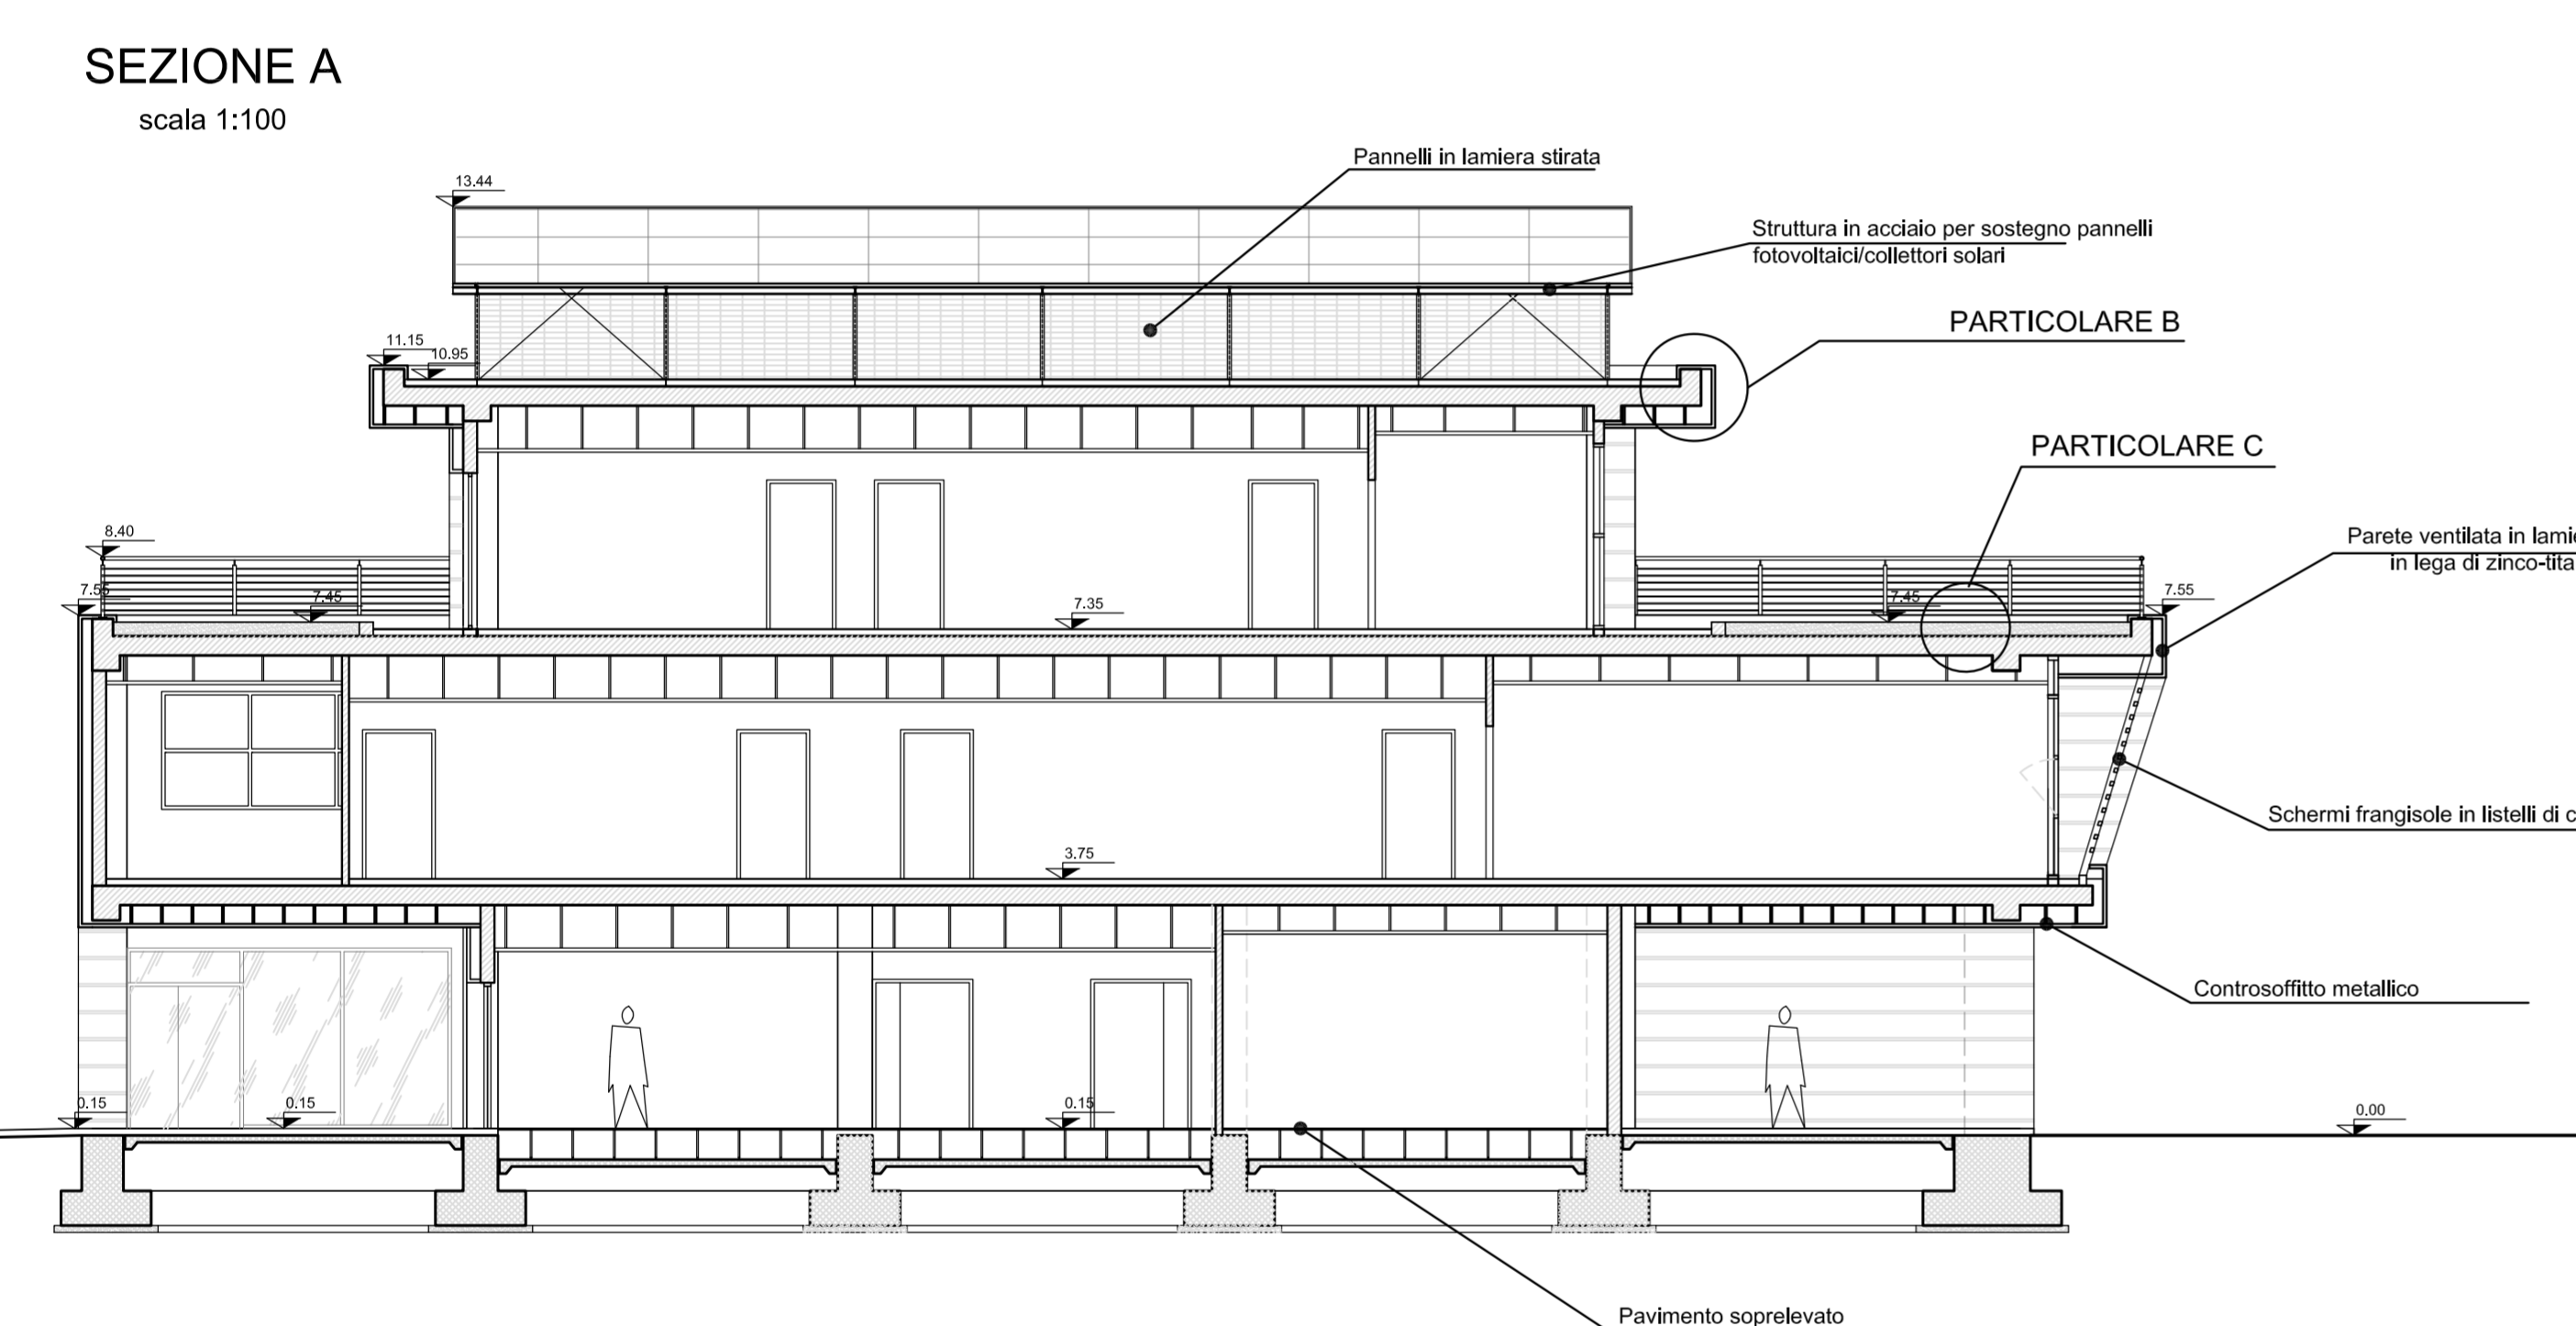 SEZIONE A
scala 1:100
Pannelli in lamiera stirata
13.44
Struttura in acciaio per sostegno pannelli
fotovoltaici/collettori solari
PARTICOLARE B
11.15
10.95
PARTICOLARE C
8.40
Parete ventilata in
in lega di
7.55
7.45
7.35
7.45
7.55
Schermi frangisole in listelli di
3.75
Controsoffitto metallico
0.15
0.15
0.15
0.00
Pavimento soprelevato